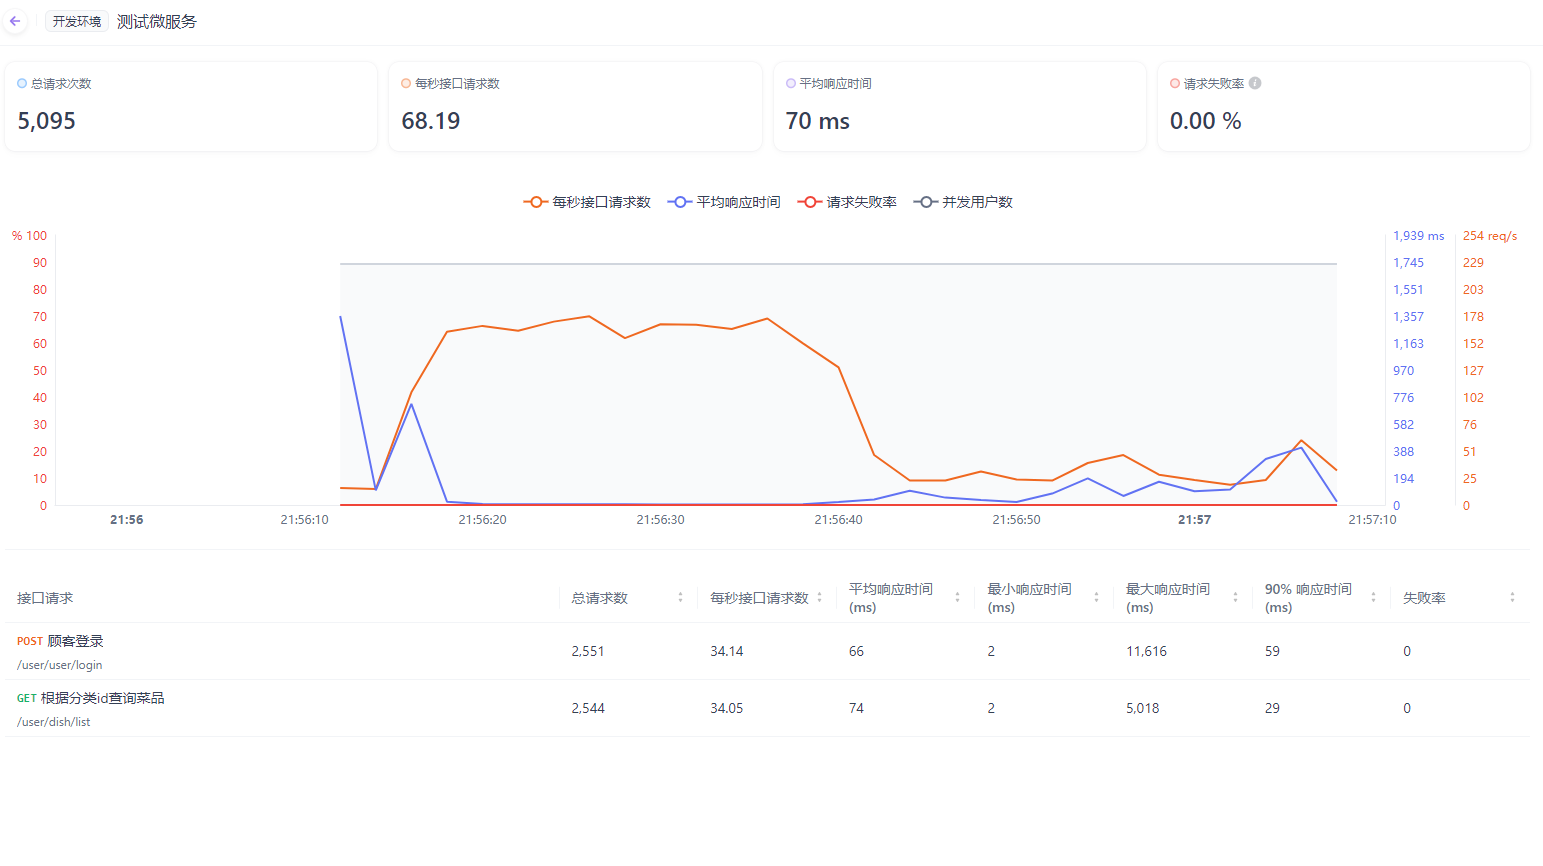 开发环境 测试微服务
总请求次数
5,095
每秒接口请求数
68.19
平均响应时间
70 ms
请求失败率
0.00 %
每秒接口请求数 平均响应时间 请求失败率 并发用户数
% 100 1,939 ms 254 req/s
90 1,745 229
80 1,551 203
70 1,357 178
60 1,163 152
50 970 127
40 776 102
30 582 76
20 388 51
10 194 25
0 0 0
21:56 21:56:10 21:56:20 21:56:30 21:56:40 21:56:50 21:57 21:57:10
接口请求 总请求数 每秒接口请求数 平均响应时间 (ms) 最小响应时间 (ms) 最大响应时间 (ms) 90% 响应时间 (ms) 失败率
POST 顾客登录
/user/user/login
2,551 34.14 66 2 11,616 59 0
GET 根据分类id查询菜品
/user/dish/list
2,544 34.05 74 2 5,018 29 0